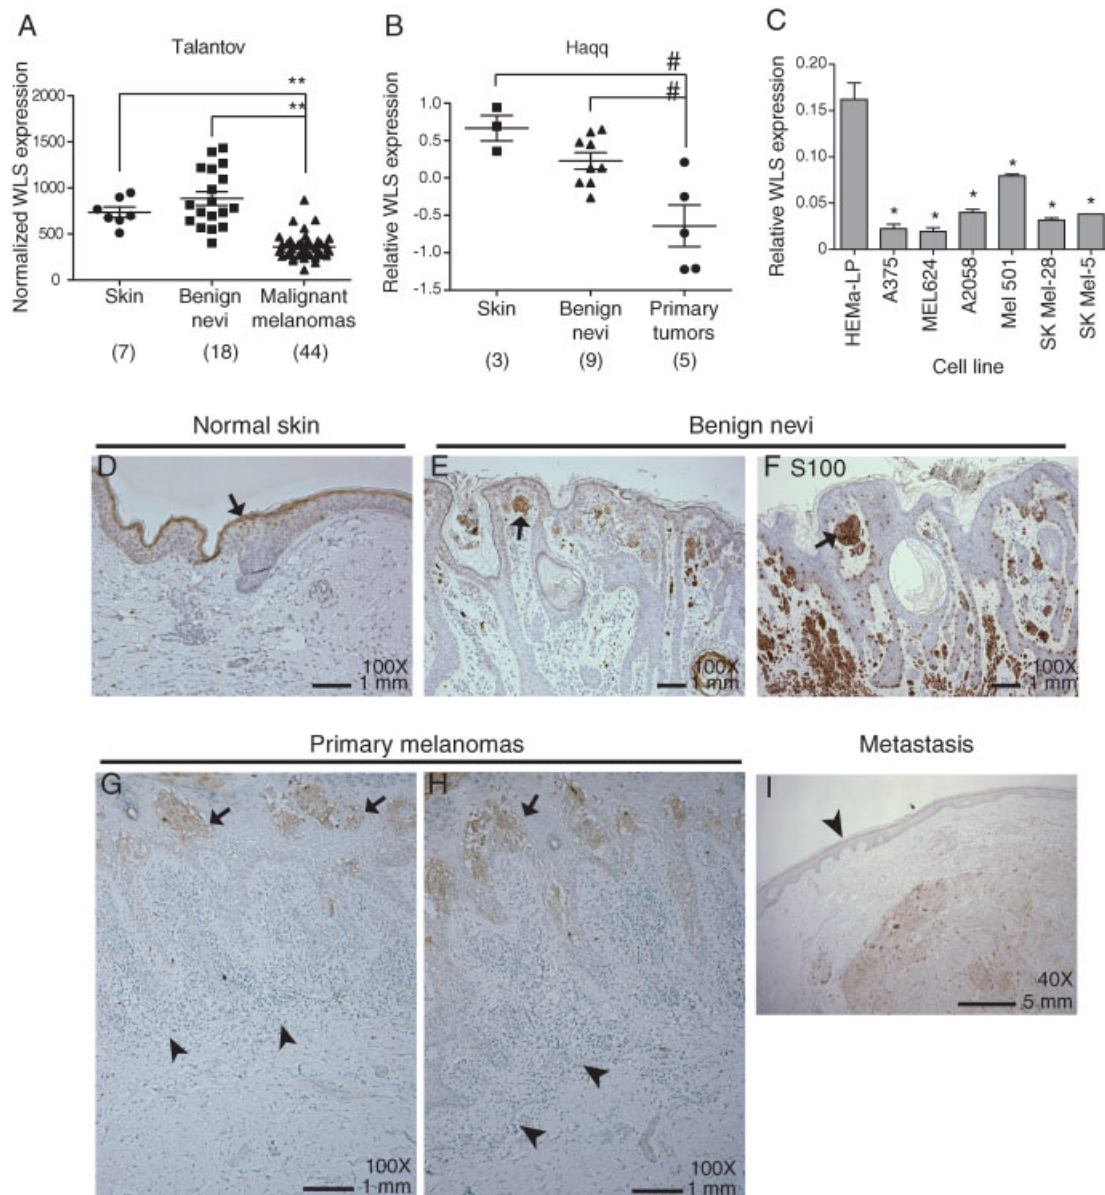 A
Talantov
Normalized WLS expression
2000
1500
1000
500
0
**
**
Skin
Benign nevi
Malignant melanomas
(7)
(18)
(44)
B
Haqq
Relative WLS expression
1.0
0.5
0.0
-0.5
-1.0
-1.5
#
#
Skin
Benign nevi
Primary tumors
(3)
(9)
(5)
C
Relative WLS expression
0.20
0.15
0.10
0.05
0
*
*
*
*
*
*
HEMa-LP
A375
MEL624
A2058
Mel 501
SK Mel-28
SK Mel-5
Cell line
Normal skin
Benign nevi
D
100X
1 mm
E
100X
1 mm
F S100
100X
1 mm
Primary melanomas
Metastasis
G
100X
1 mm
H
100X
1 mm
I
40X
5 mm